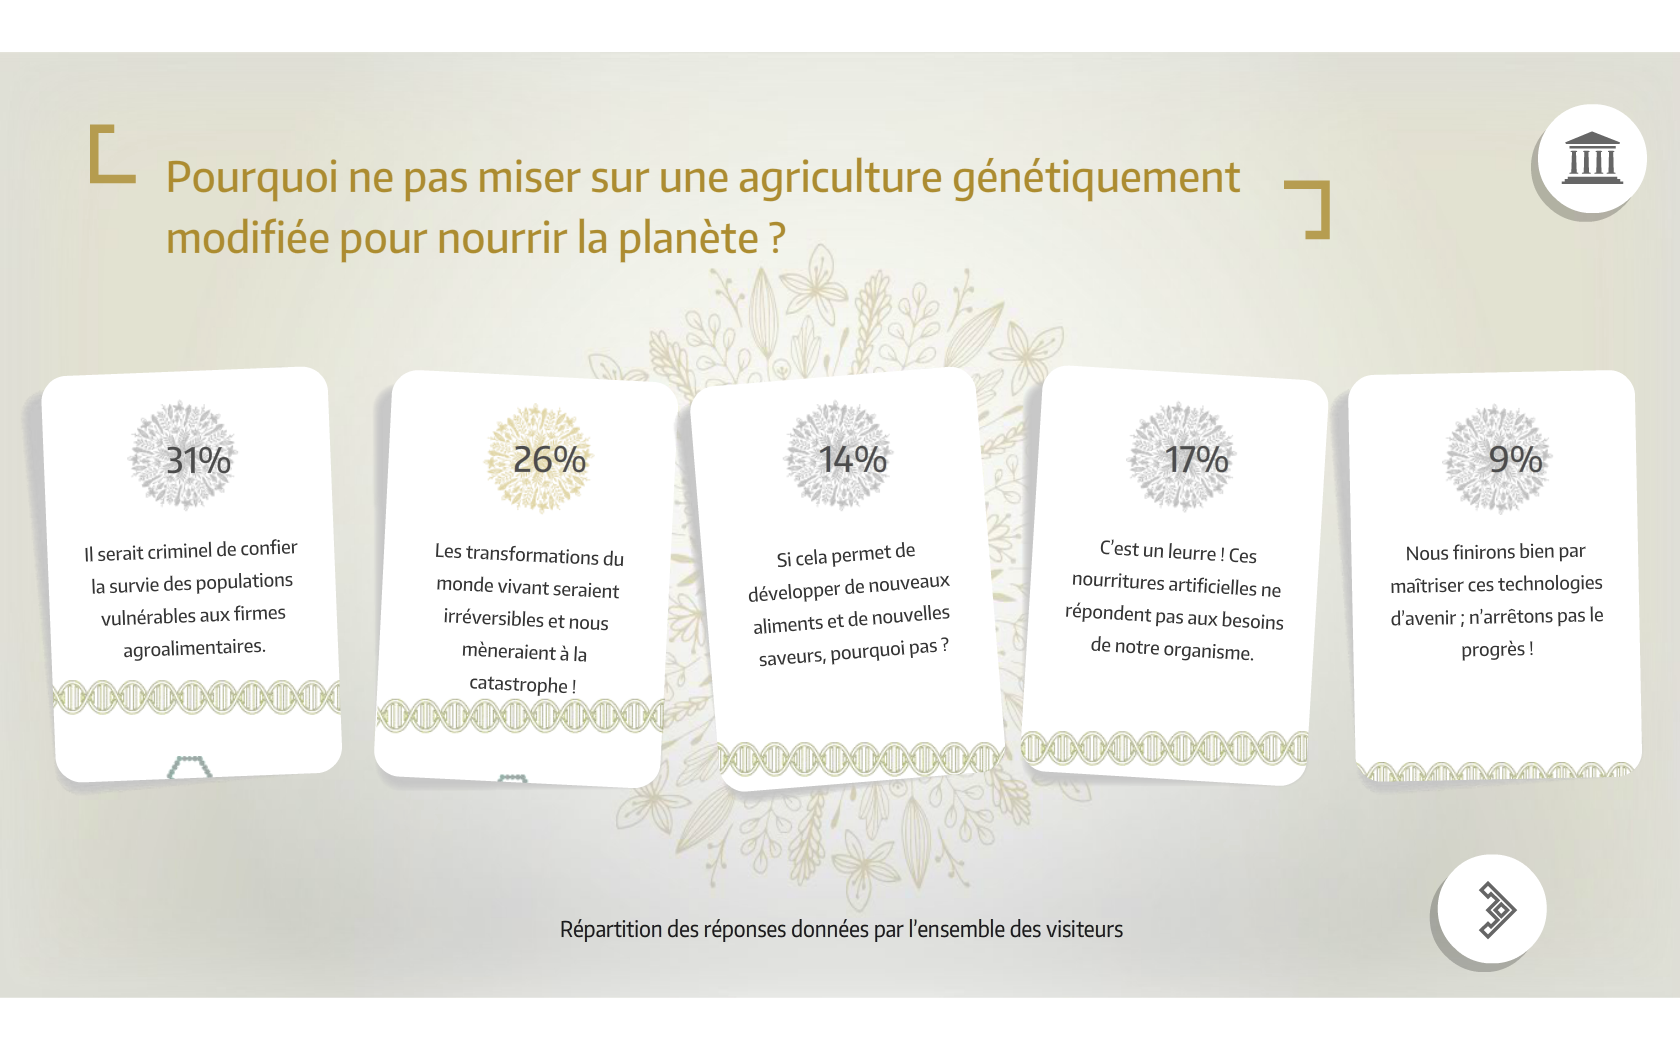 Pourquoi ne pas miser sur une agriculture génétiquement
modifiée pour nourrir la planète ?
31%
Il serait criminel de confier
la survie des populations
vulnérables aux firmes
agroalimentaires.
26%
Les transformations du
monde vivant seraient
irréversibles et nous
mèneraient à la
catastrophe !
14%
Si cela permet de
développer de nouveaux
aliments et de nouvelles
saveurs, pourquoi pas ?
17%
C'est un leurre ! Ces
nourritures artificielles ne
répondent pas aux besoins
de notre organisme.
9%
Nous finirons bien par
maîtriser ces technologies
d'avenir ; n'arrêtons pas le
progrès !
Répartition des réponses données par l'ensemble des visiteurs